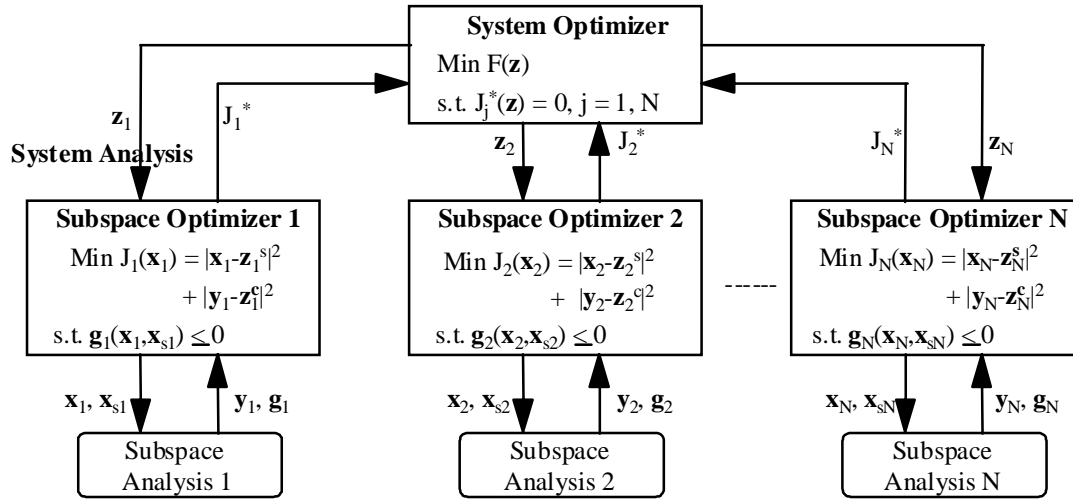 System Optimizer
Min F(z)
s.t. J_j^*(z) = 0, j = 1, N
z_1
J_1^*
z_2
J_2^*
J_N^*
z_N
System Analysis
Subspace Optimizer 1
Min J_1(x_1) = |x_1-z_1^s|^2
+ |y_1-z_1^c|^2
s.t. g_1(x_1,x_s1) ≤0
Subspace Optimizer 2
Min J_2(x_2) = |x_2-z_2^s|^2
+ |y_2-z_2^c|^2
s.t. g_2(x_2,x_s2) ≤0
------
Subspace Optimizer N
Min J_N(x_N) = |x_N-z_N^s|^2
+ |y_N-z_N^c|^2
s.t. g_N(x_N,x_sN) ≤0
x_1, x_s1
y_1, g_1
x_2, x_s2
y_2, g_2
x_N, x_sN
y_N, g_N
Subspace
Analysis 1
Subspace
Analysis 2
Subspace
Analysis N